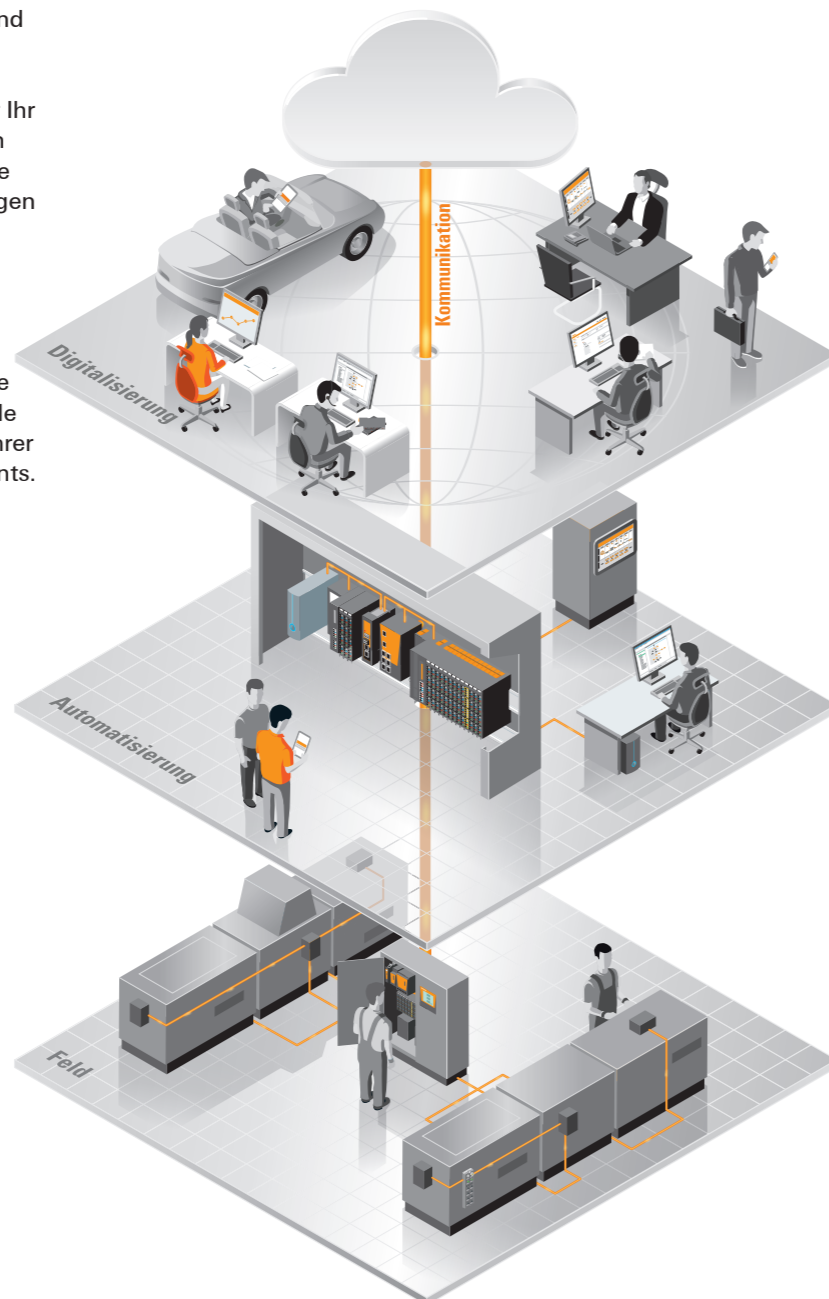 nd
Ihr
n
e
gen
e
le
hrer
nts.
Kommunikation
Digitalisierung
Automatisierung
Feld